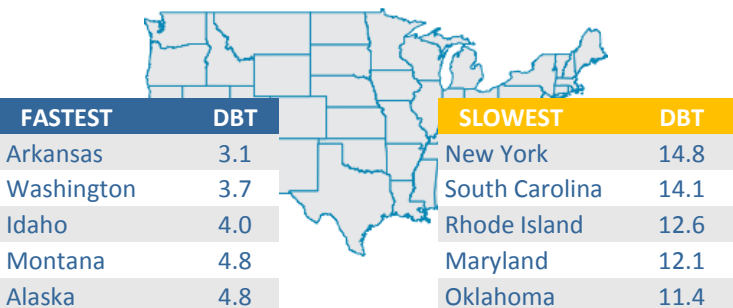 FASTEST DBT
Arkansas 3.1
Washington 3.7
Idaho 4.0
Montana 4.8
Alaska 4.8
SLOWEST DBT
New York 14.8
South Carolina 14.1
Rhode Island 12.6
Maryland 12.1
Oklahoma 11.4